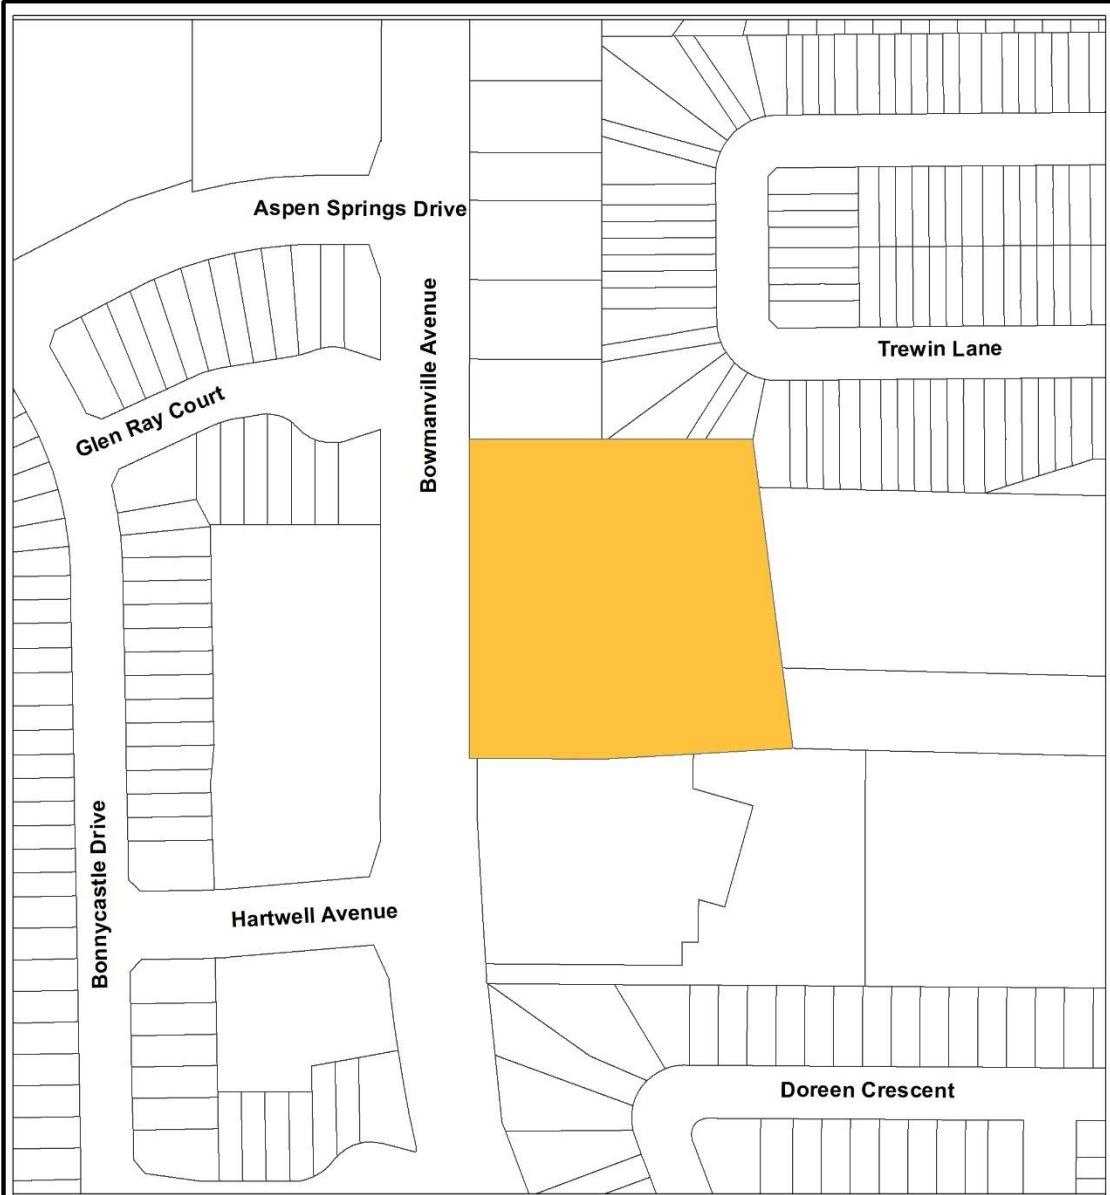 Aspen Springs Drive
Bowmanville Avenue
Trewin Lane
Glen Ray Court
Bonnycastle Drive
Hartwell Avenue
Doreen Crescent